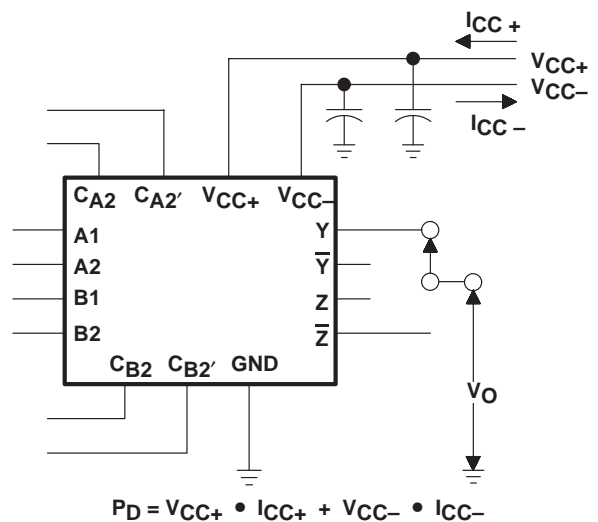 ICC +
VCC+
VCC–
ICC –
CA2 CA2′ VCC+ VCC–
A1 Y
A2 Y̅
B1 Z
B2 Z̅
CB2 CB2′ GND
VO
PD = VCC+ • ICC+ + VCC– • ICC–